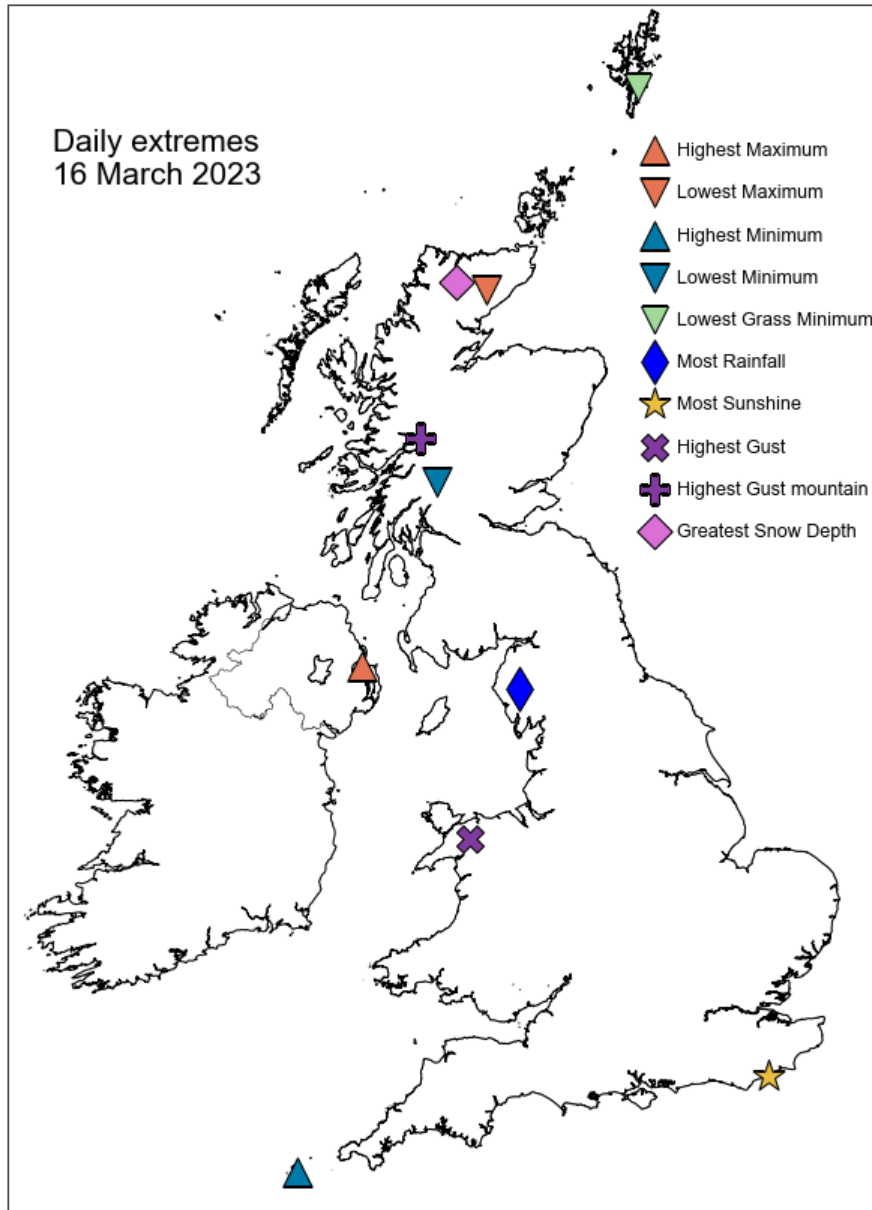 Daily extremes
16 March 2023
Highest Maximum
Lowest Maximum
Highest Minimum
Lowest Minimum
Lowest Grass Minimum
Most Rainfall
Most Sunshine
Highest Gust
Highest Gust mountain
Greatest Snow Depth